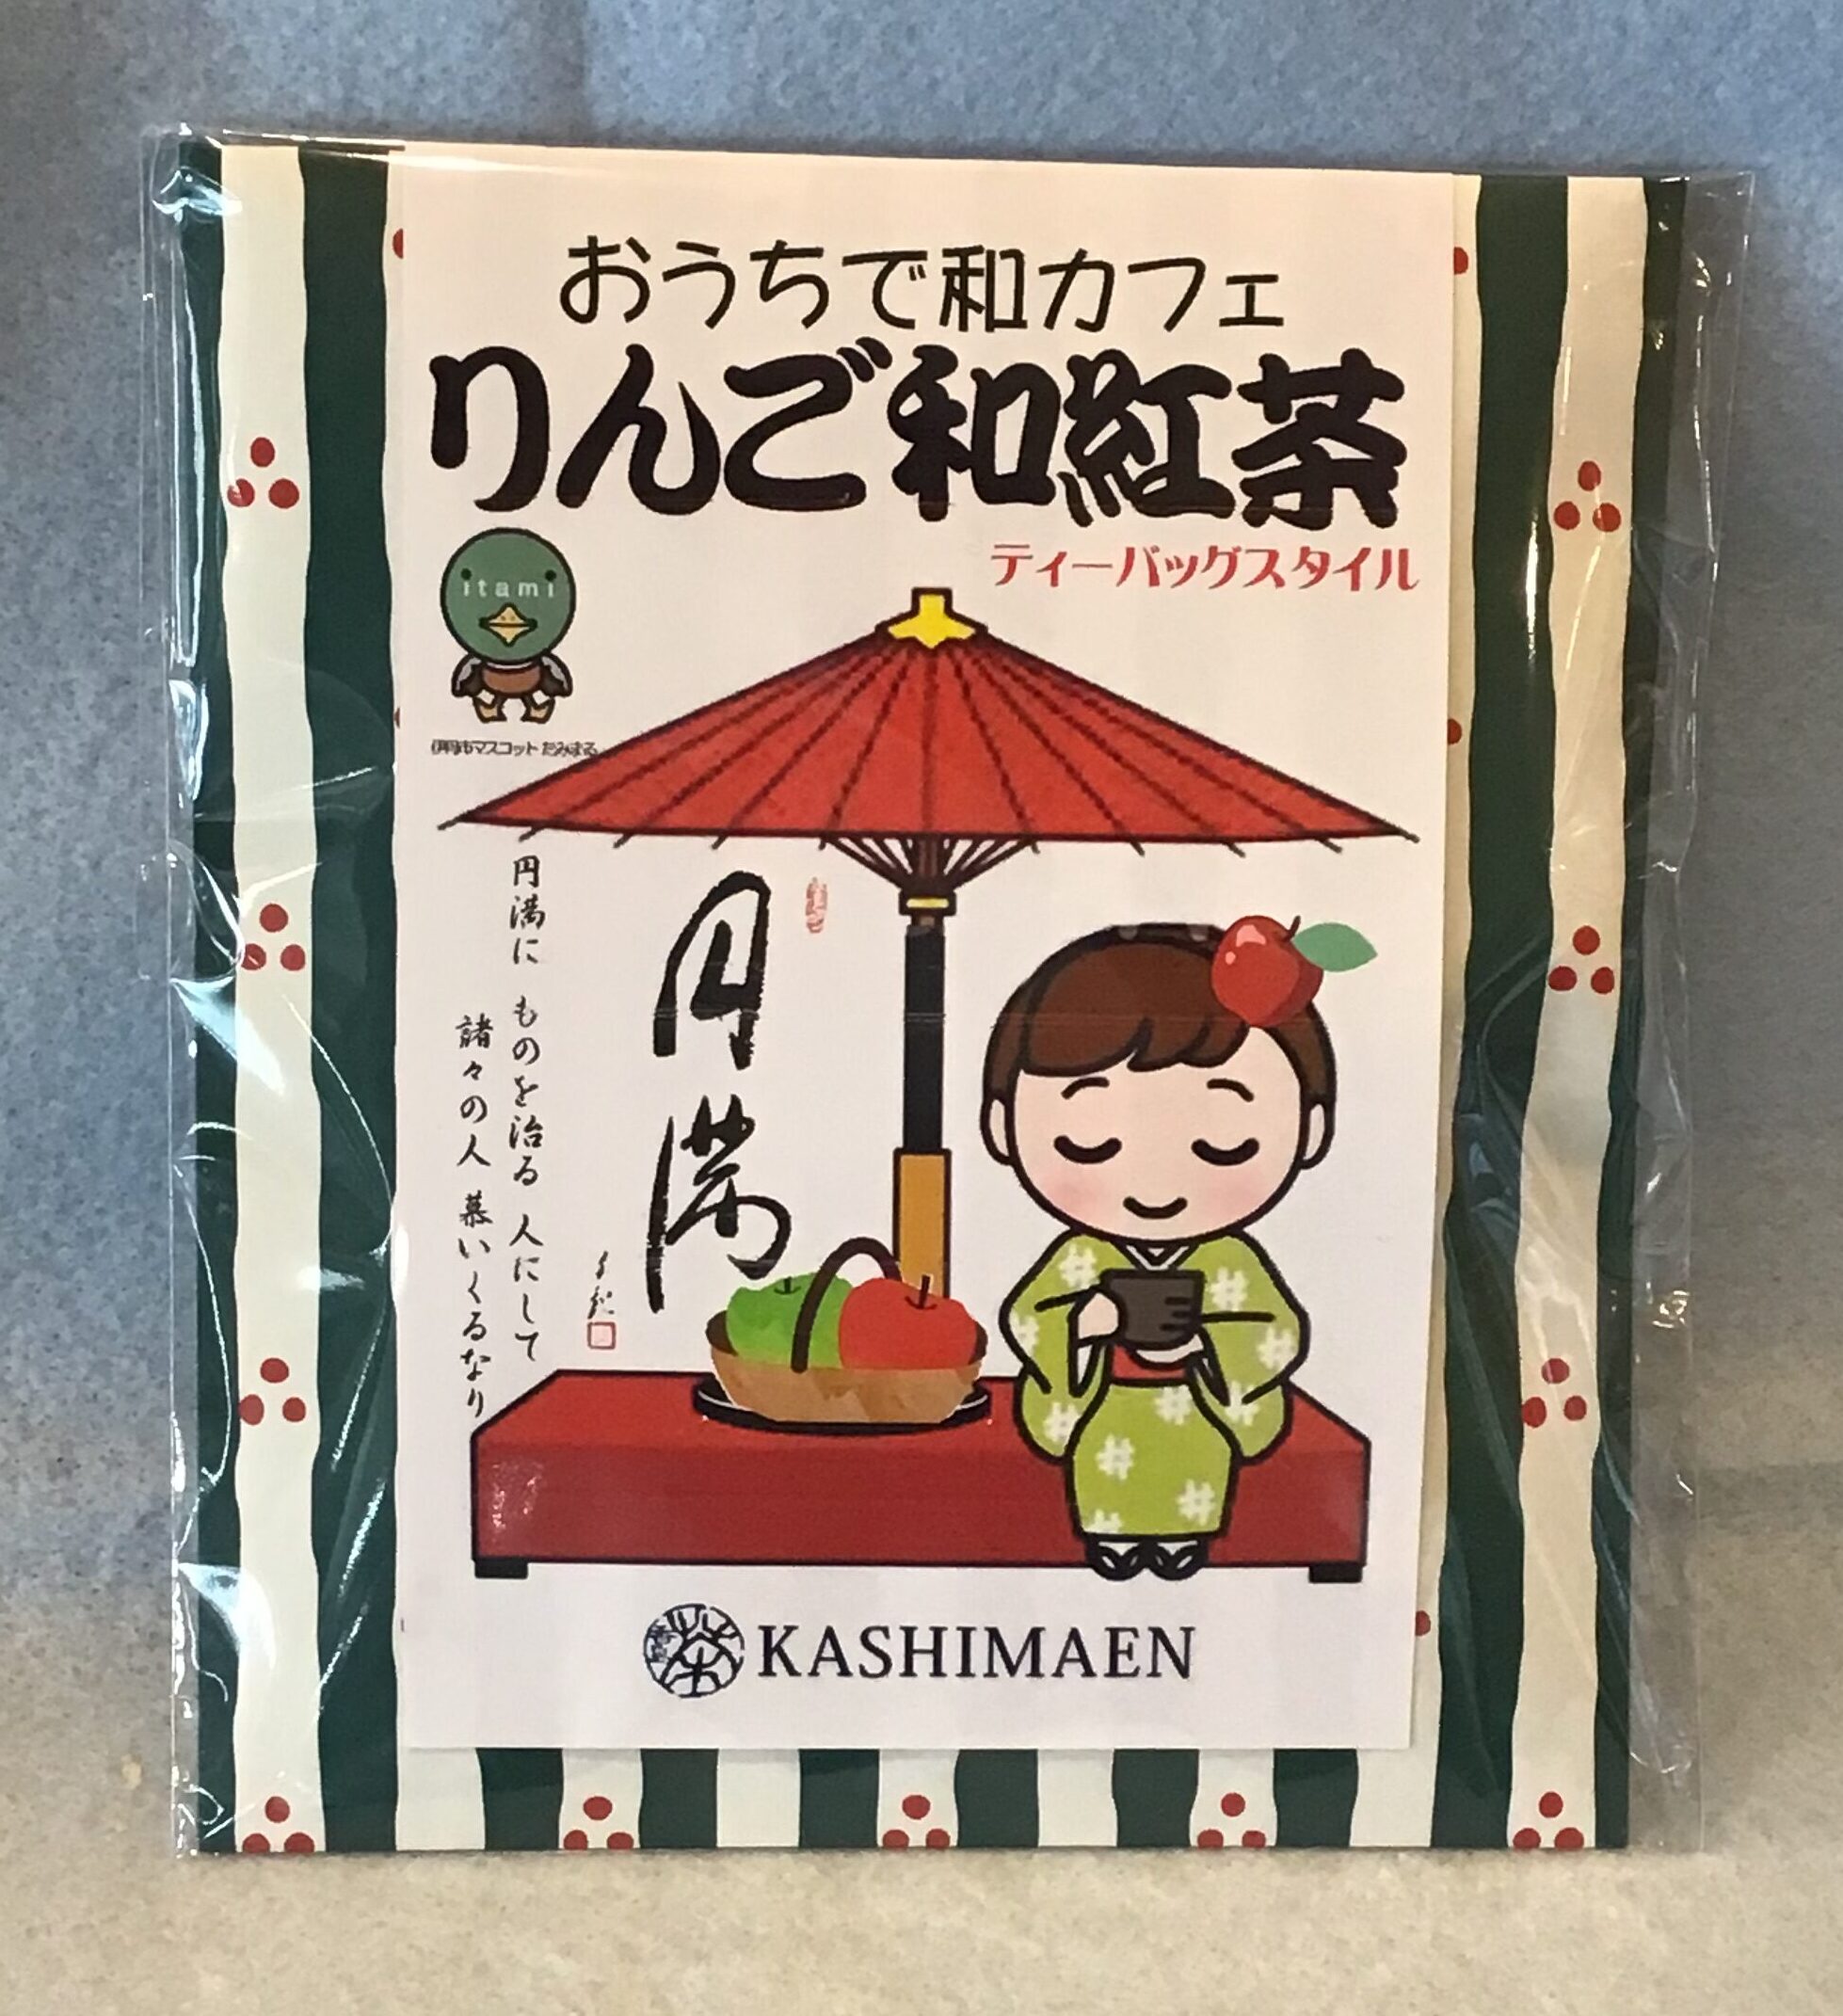 おうちで和カフェ
りんご和紅茶
ティーバッグスタイル
itami
伊丹市マスコット たみまる
円満
円満に ものを治る 人にして
諸々の人 慕いくるなり
茶
KASHIMAEN